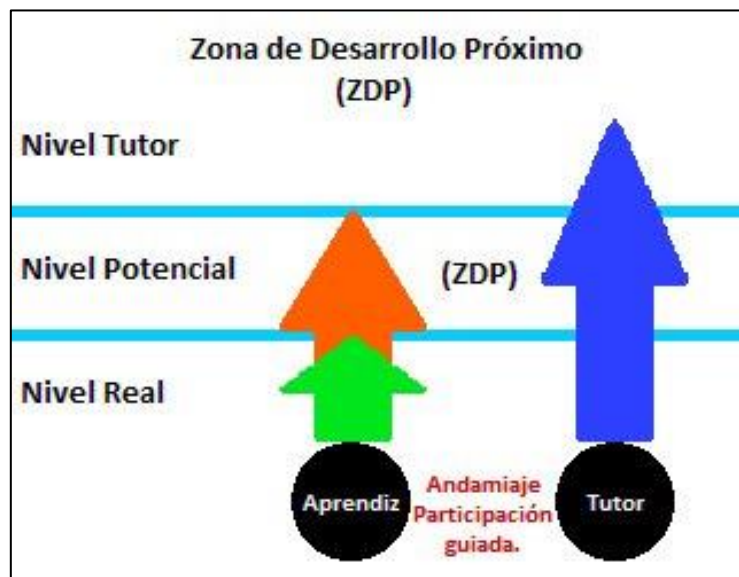 Zona de Desarrollo Próximo
(ZDP)
Nivel Tutor
Nivel Potencial
(ZDP)
Nivel Real
Aprendiz
Andamiaje
Participación
guiada.
Tutor